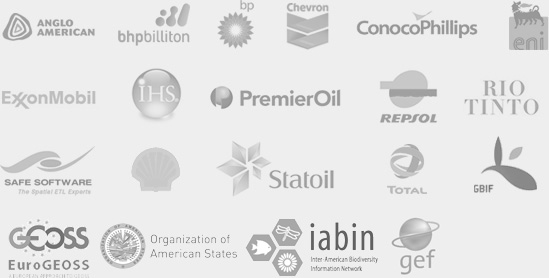 ANGLO
AMERICAN
bhpbilliton
bp
Chevron
ConocoPhillips
eni
ExxonMobil
IHS
PremierOil
REPSOL
RIO
TINTO
SAFE SOFTWARE
The Spatial ETL Experts
Statoil
TOTAL
GBIF
GEOSS
EuroGEOSS
Organization of
American States
iabin
Inter-American Biodiversity
Information Network
gef